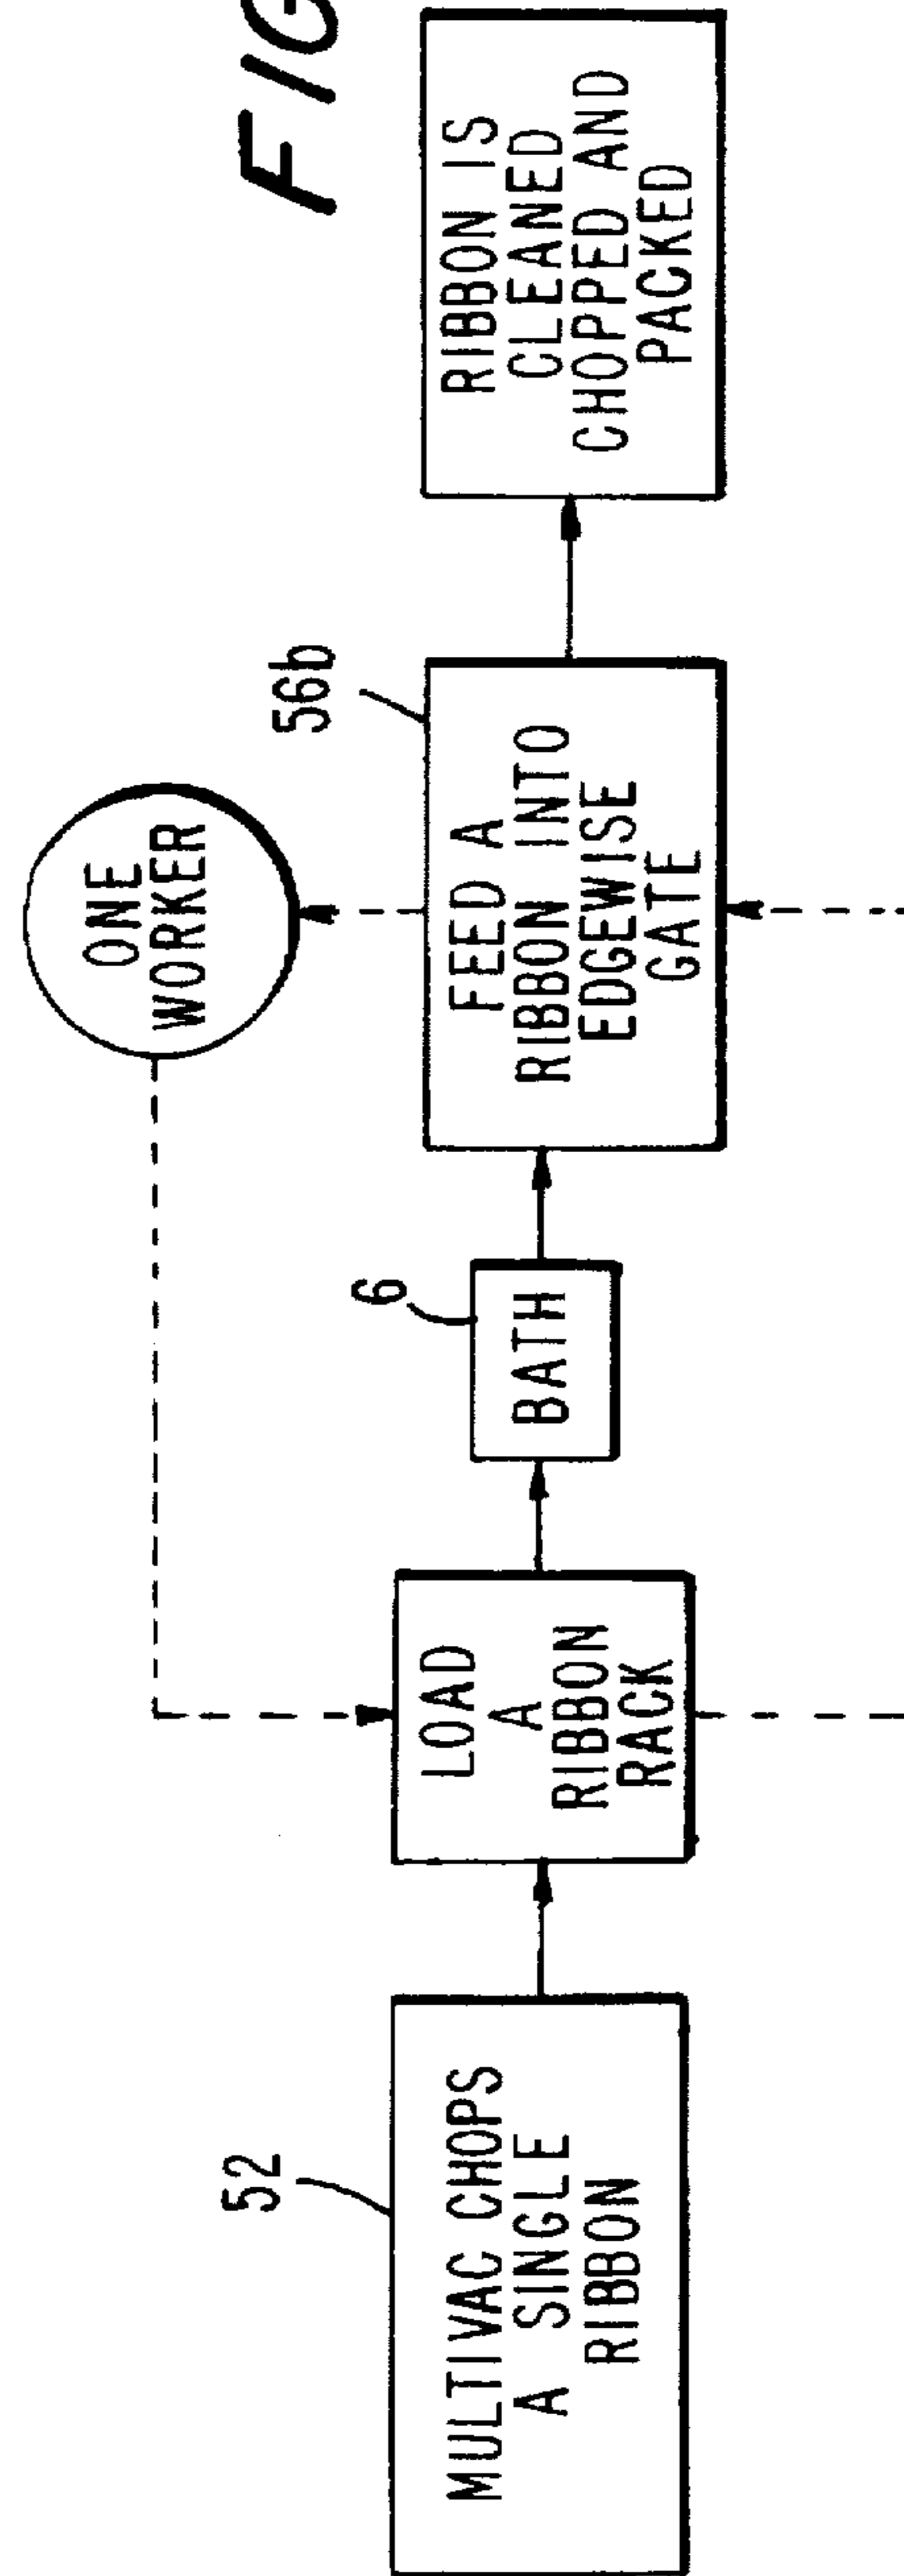 FIG
ONE
WORKER
52
MULTIVAC CHOPS
A SINGLE
RIBBON
LOAD
A
RIBBON
RACK
6
BATH
56b
FEED A
RIBBON INTO
EDGEWISE
GATE
RIBBON IS
CLEANED
CHOPPED AND
PACKED